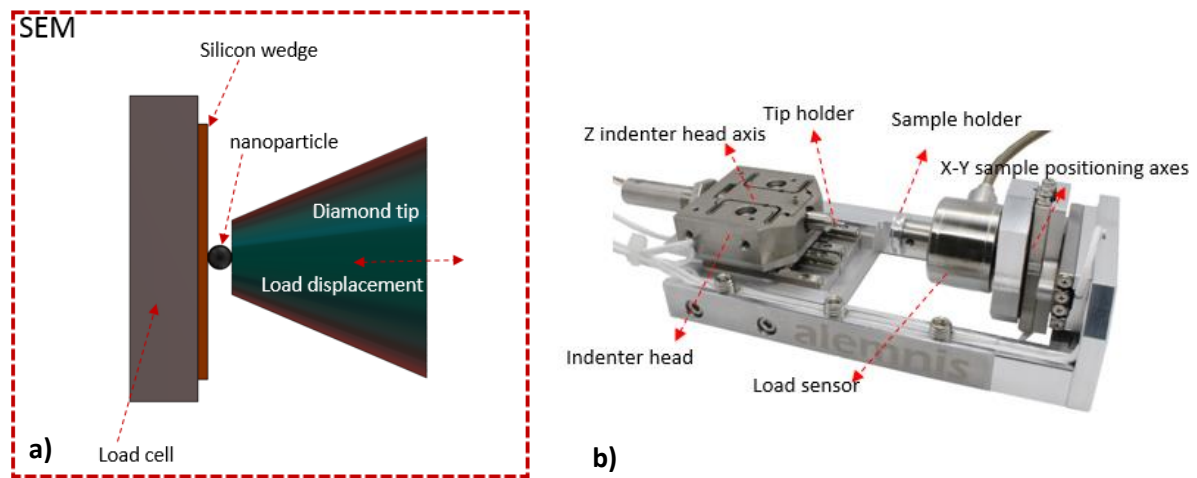 SEM
Silicon wedge
nanoparticle
Diamond tip
Load displacement
Load cell
a)
Tip holder
Sample holder
Z indenter head axis
X-Y sample positioning axes
alemnis
Indenter head
Load sensor
b)